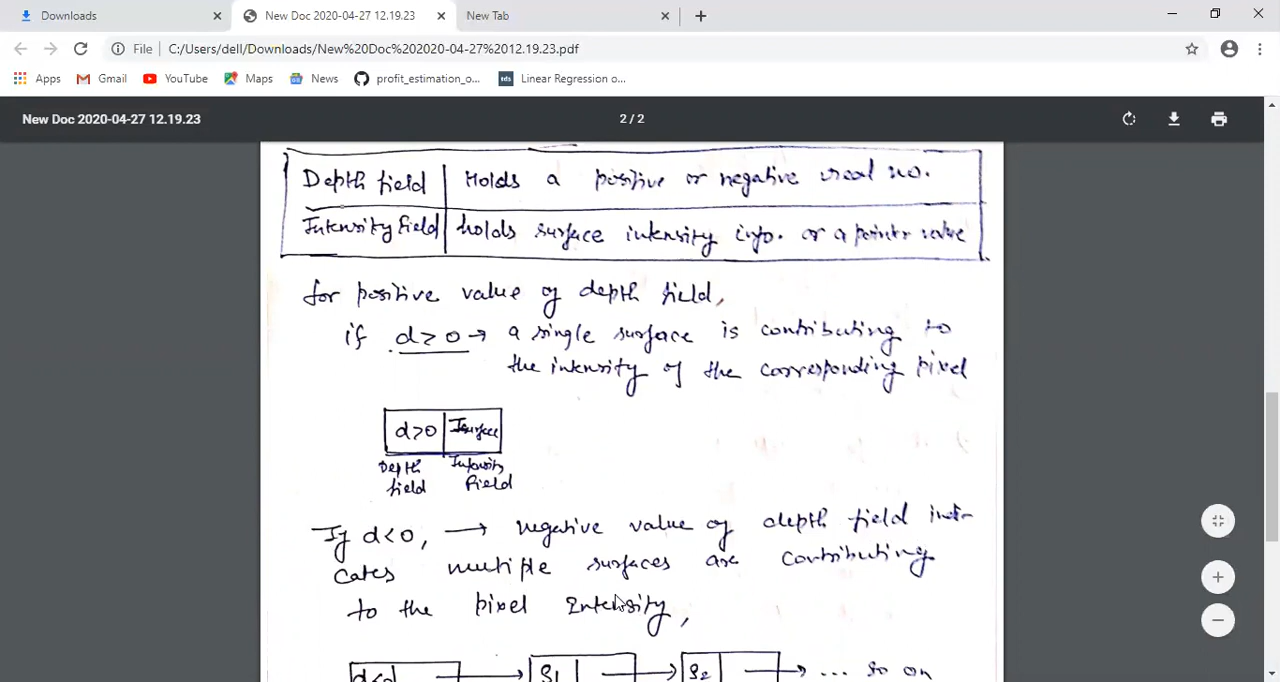 Downloads
New Doc 2020-04-27 12.19.23
New Tab
File
C:/Users/dell/Downloads/New%20Doc%202020-04-27%2012.19.23.pdf
Apps
Gmail
YouTube
Maps
News
profit_estimation_o...
tds
Linear Regression o...
New Doc 2020-04-27 12.19.23
2 / 2
Depth field Holds a positive or negative real no.
Intensity field holds surface intensity info. or a pointer value
for positive value of depth field,
if d≥0 → a single surface is contributing to
the intensity of the corresponding pixel
d>0 Isurface
Depth Intensity
field field
If d<0, → negative value of depth field indi-
cates multiple surfaces are contributing
to the pixel Intensity,
d<0 → S1 → S2 → ... so on